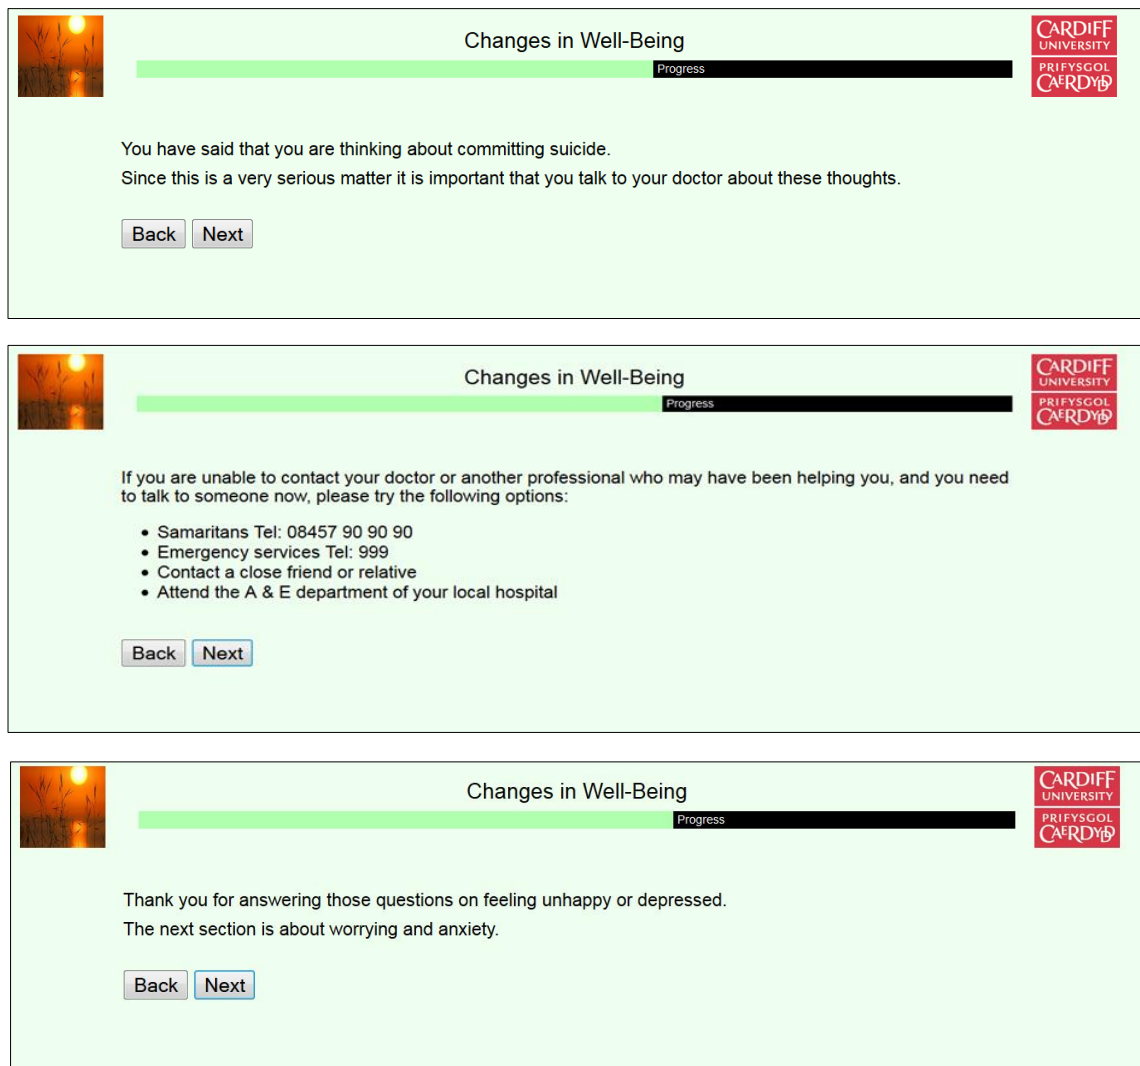 Changes in Well-Being
CARDIFF
UNIVERSITY
PRIFYSGOL
CAERDYDD
Progress
You have said that you are thinking about committing suicide.
Since this is a very serious matter it is important that you talk to your doctor about these thoughts.
Back Next
Changes in Well-Being
CARDIFF
UNIVERSITY
PRIFYSGOL
CAERDYDD
Progress
If you are unable to contact your doctor or another professional who may have been helping you, and you need
to talk to someone now, please try the following options:
• Samaritans Tel: 08457 90 90 90
• Emergency services Tel: 999
• Contact a close friend or relative
• Attend the A & E department of your local hospital
Back Next
Changes in Well-Being
CARDIFF
UNIVERSITY
PRIFYSGOL
CAERDYDD
Progress
Thank you for answering those questions on feeling unhappy or depressed.
The next section is about worrying and anxiety.
Back Next